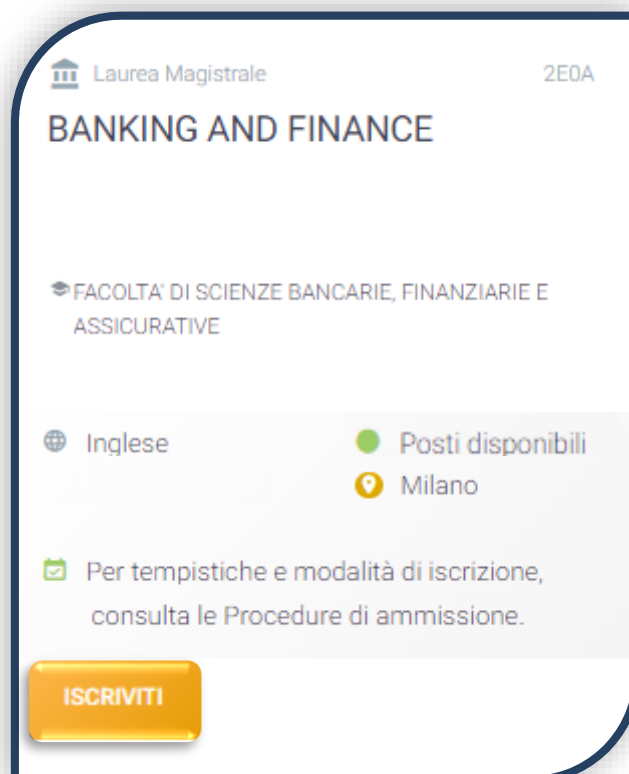 Laurea Magistrale 2E0A
BANKING AND FINANCE
FACOLTA' DI SCIENZE BANCARIE, FINANZIARIE E
ASSICURATIVE
Inglese Posti disponibili
Milano
Per tempistiche e modalità di iscrizione,
consulta le Procedure di ammissione.
ISCRIVITI